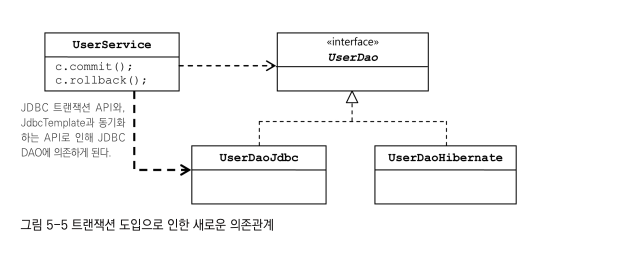 UserService
c.commit();
c.rollback();
«interface»
UserDao
JDBC 트랜잭션 API와,
JdbcTemplate과 동기화
하는 API로 인해 JDBC
DAO에 의존하게 된다.
UserDaoJdbc
UserDaoHibernate
그림 5-5 트랜잭션 도입으로 인한 새로운 의존관계